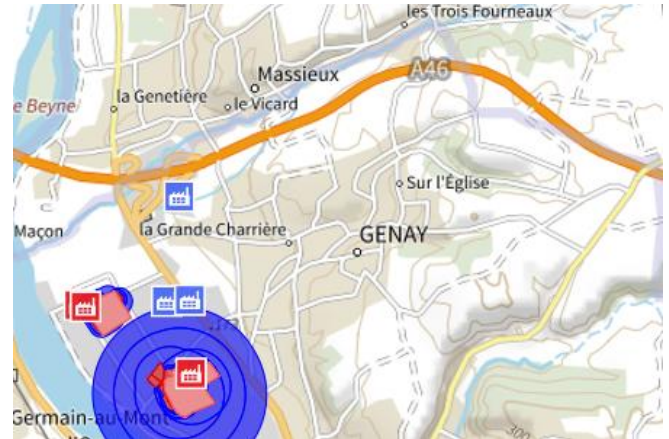 les Trois Fourneaux
A46
Massieux
e Beyne
la Genetière
le Vicard
Sur l'Église
Maçon
la Grande Charrière
GENAY
Germain-au-Mont
300